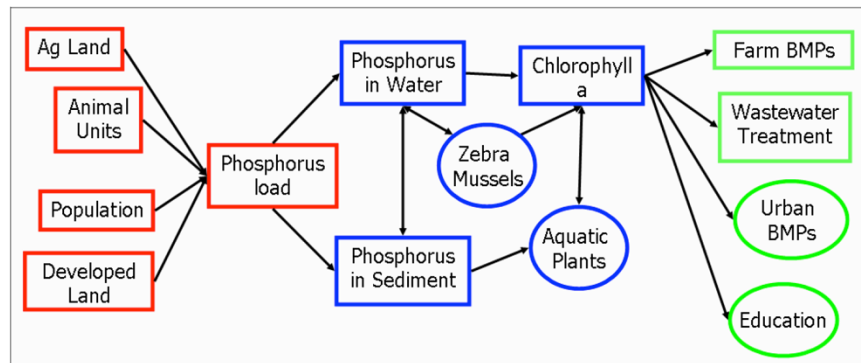 Ag Land
Animal
Units
Population
Developed
Land
Phosphorus
load
Phosphorus
in Water
Phosphorus
in Sediment
Zebra
Mussels
Chlorophyll
a
Aquatic
Plants
Farm BMPs
Wastewater
Treatment
Urban
BMPs
Education